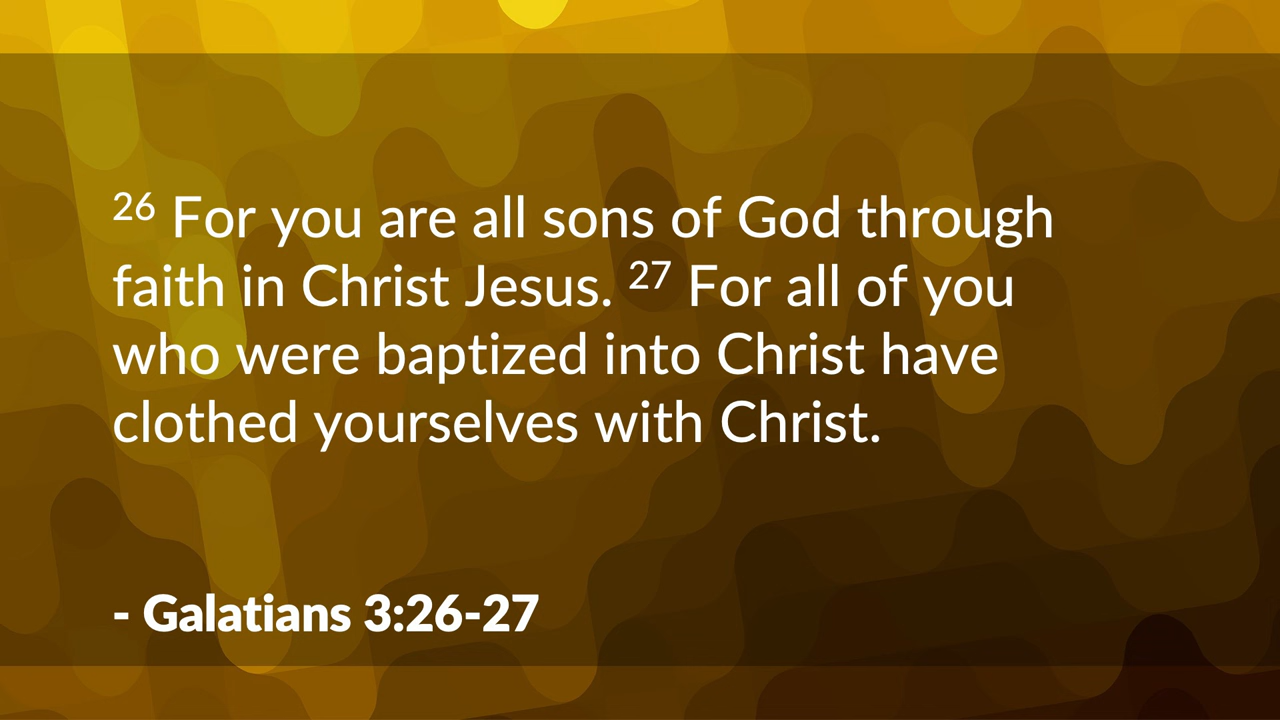 26 For you are all sons of God through
faith in Christ Jesus. 27 For all of you
who were baptized into Christ have
clothed yourselves with Christ.
- Galatians 3:26-27